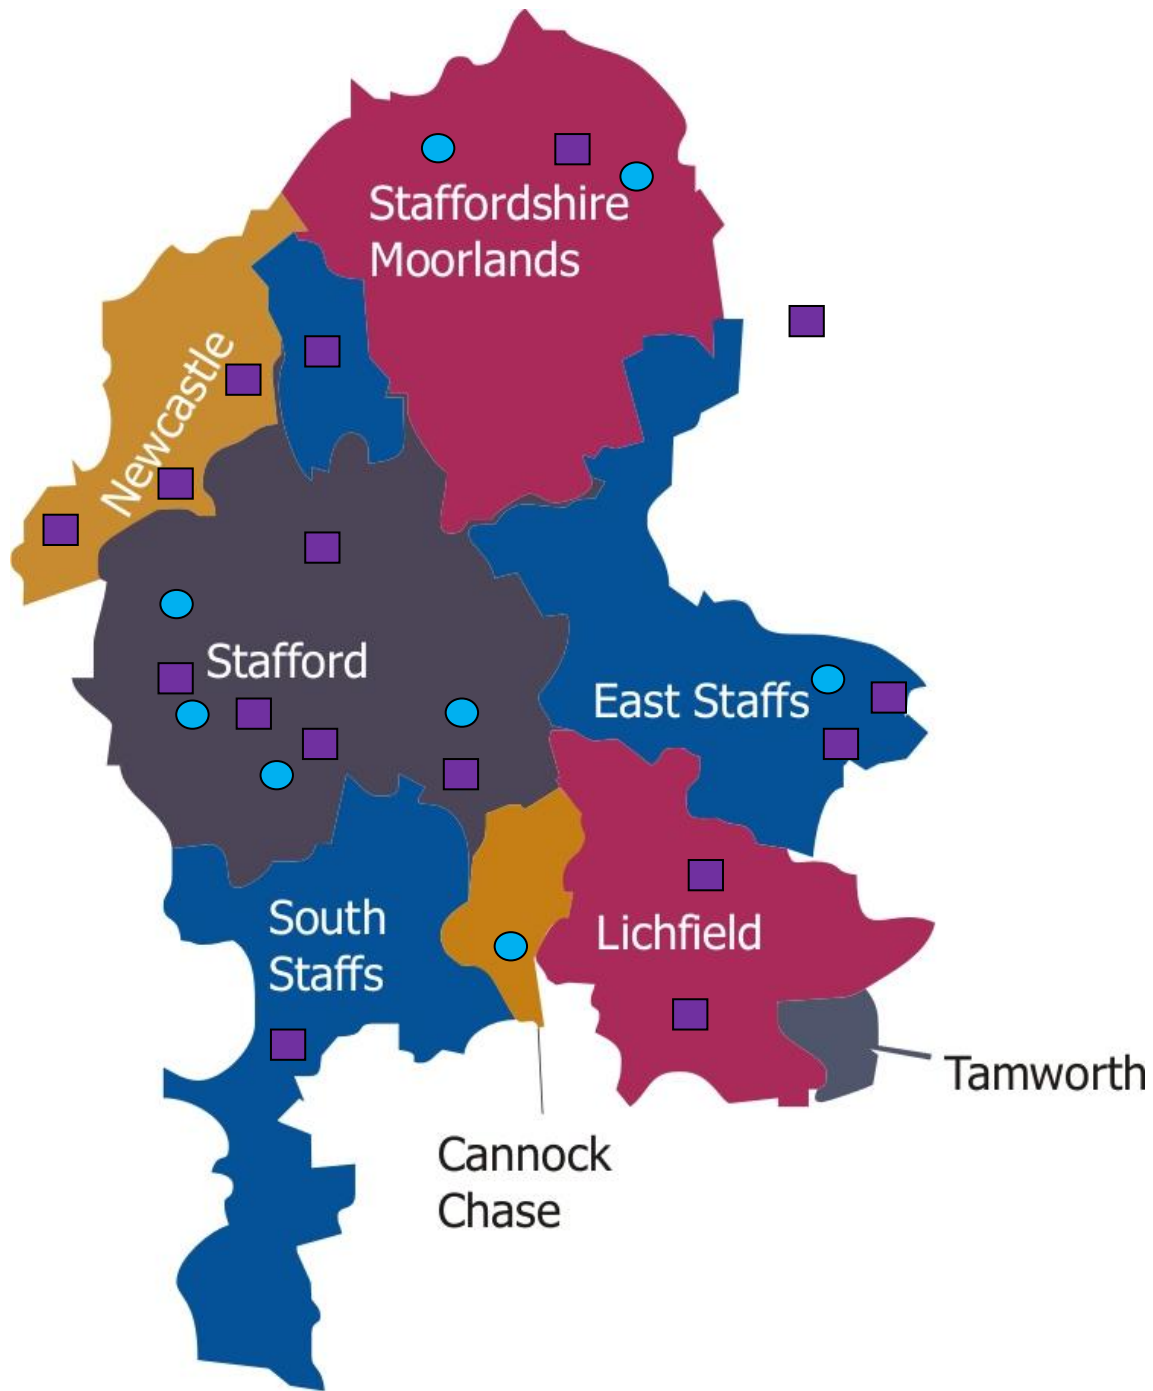 Staffordshire
Moorlands
Newcastle
Stafford
East Staffs
South
Staffs
Lichfield
Tamworth
Cannock
Chase